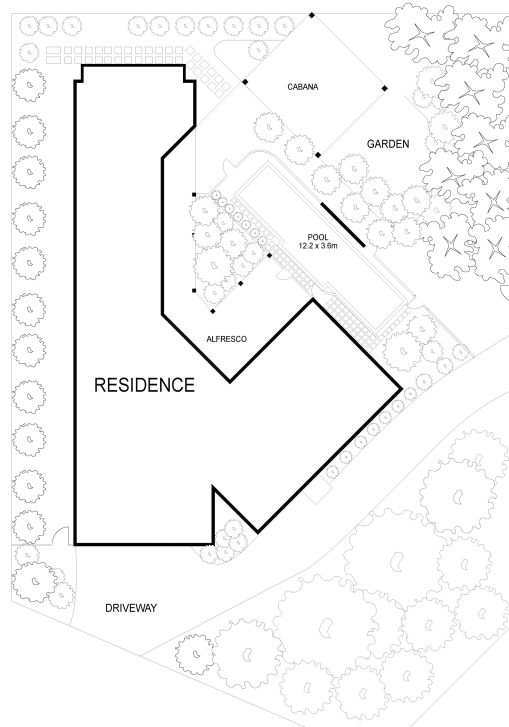 CABANA
GARDEN
POOL
12.2 x 3.6m
ALFRESCO
RESIDENCE
DRIVEWAY